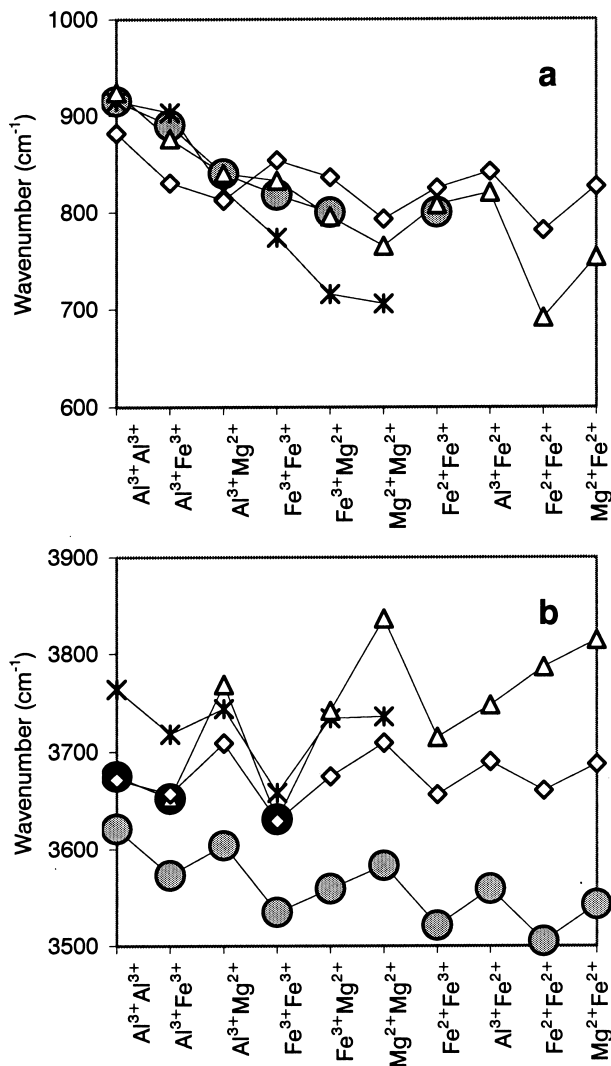 1000
a
900
800
700
600
Wavenumber (cm⁻¹)
Al³⁺Al³⁺
Al³⁺Fe³⁺
Al³⁺Mg²⁺
Fe³⁺Fe³⁺
Fe³⁺Mg²⁺
Mg²⁺Mg²⁺
Fe²⁺Fe³⁺
Al³⁺Fe²⁺
Fe²⁺Fe²⁺
Mg²⁺Fe²⁺
3900
b
3800
3700
3600
3500
Wavenumber (cm⁻¹)
Al³⁺Al³⁺
Al³⁺Fe³⁺
Al³⁺Mg²⁺
Fe³⁺Fe³⁺
Fe³⁺Mg²⁺
Mg²⁺Mg²⁺
Fe²⁺Fe³⁺
Al³⁺Fe²⁺
Fe²⁺Fe²⁺
Mg²⁺Fe²⁺